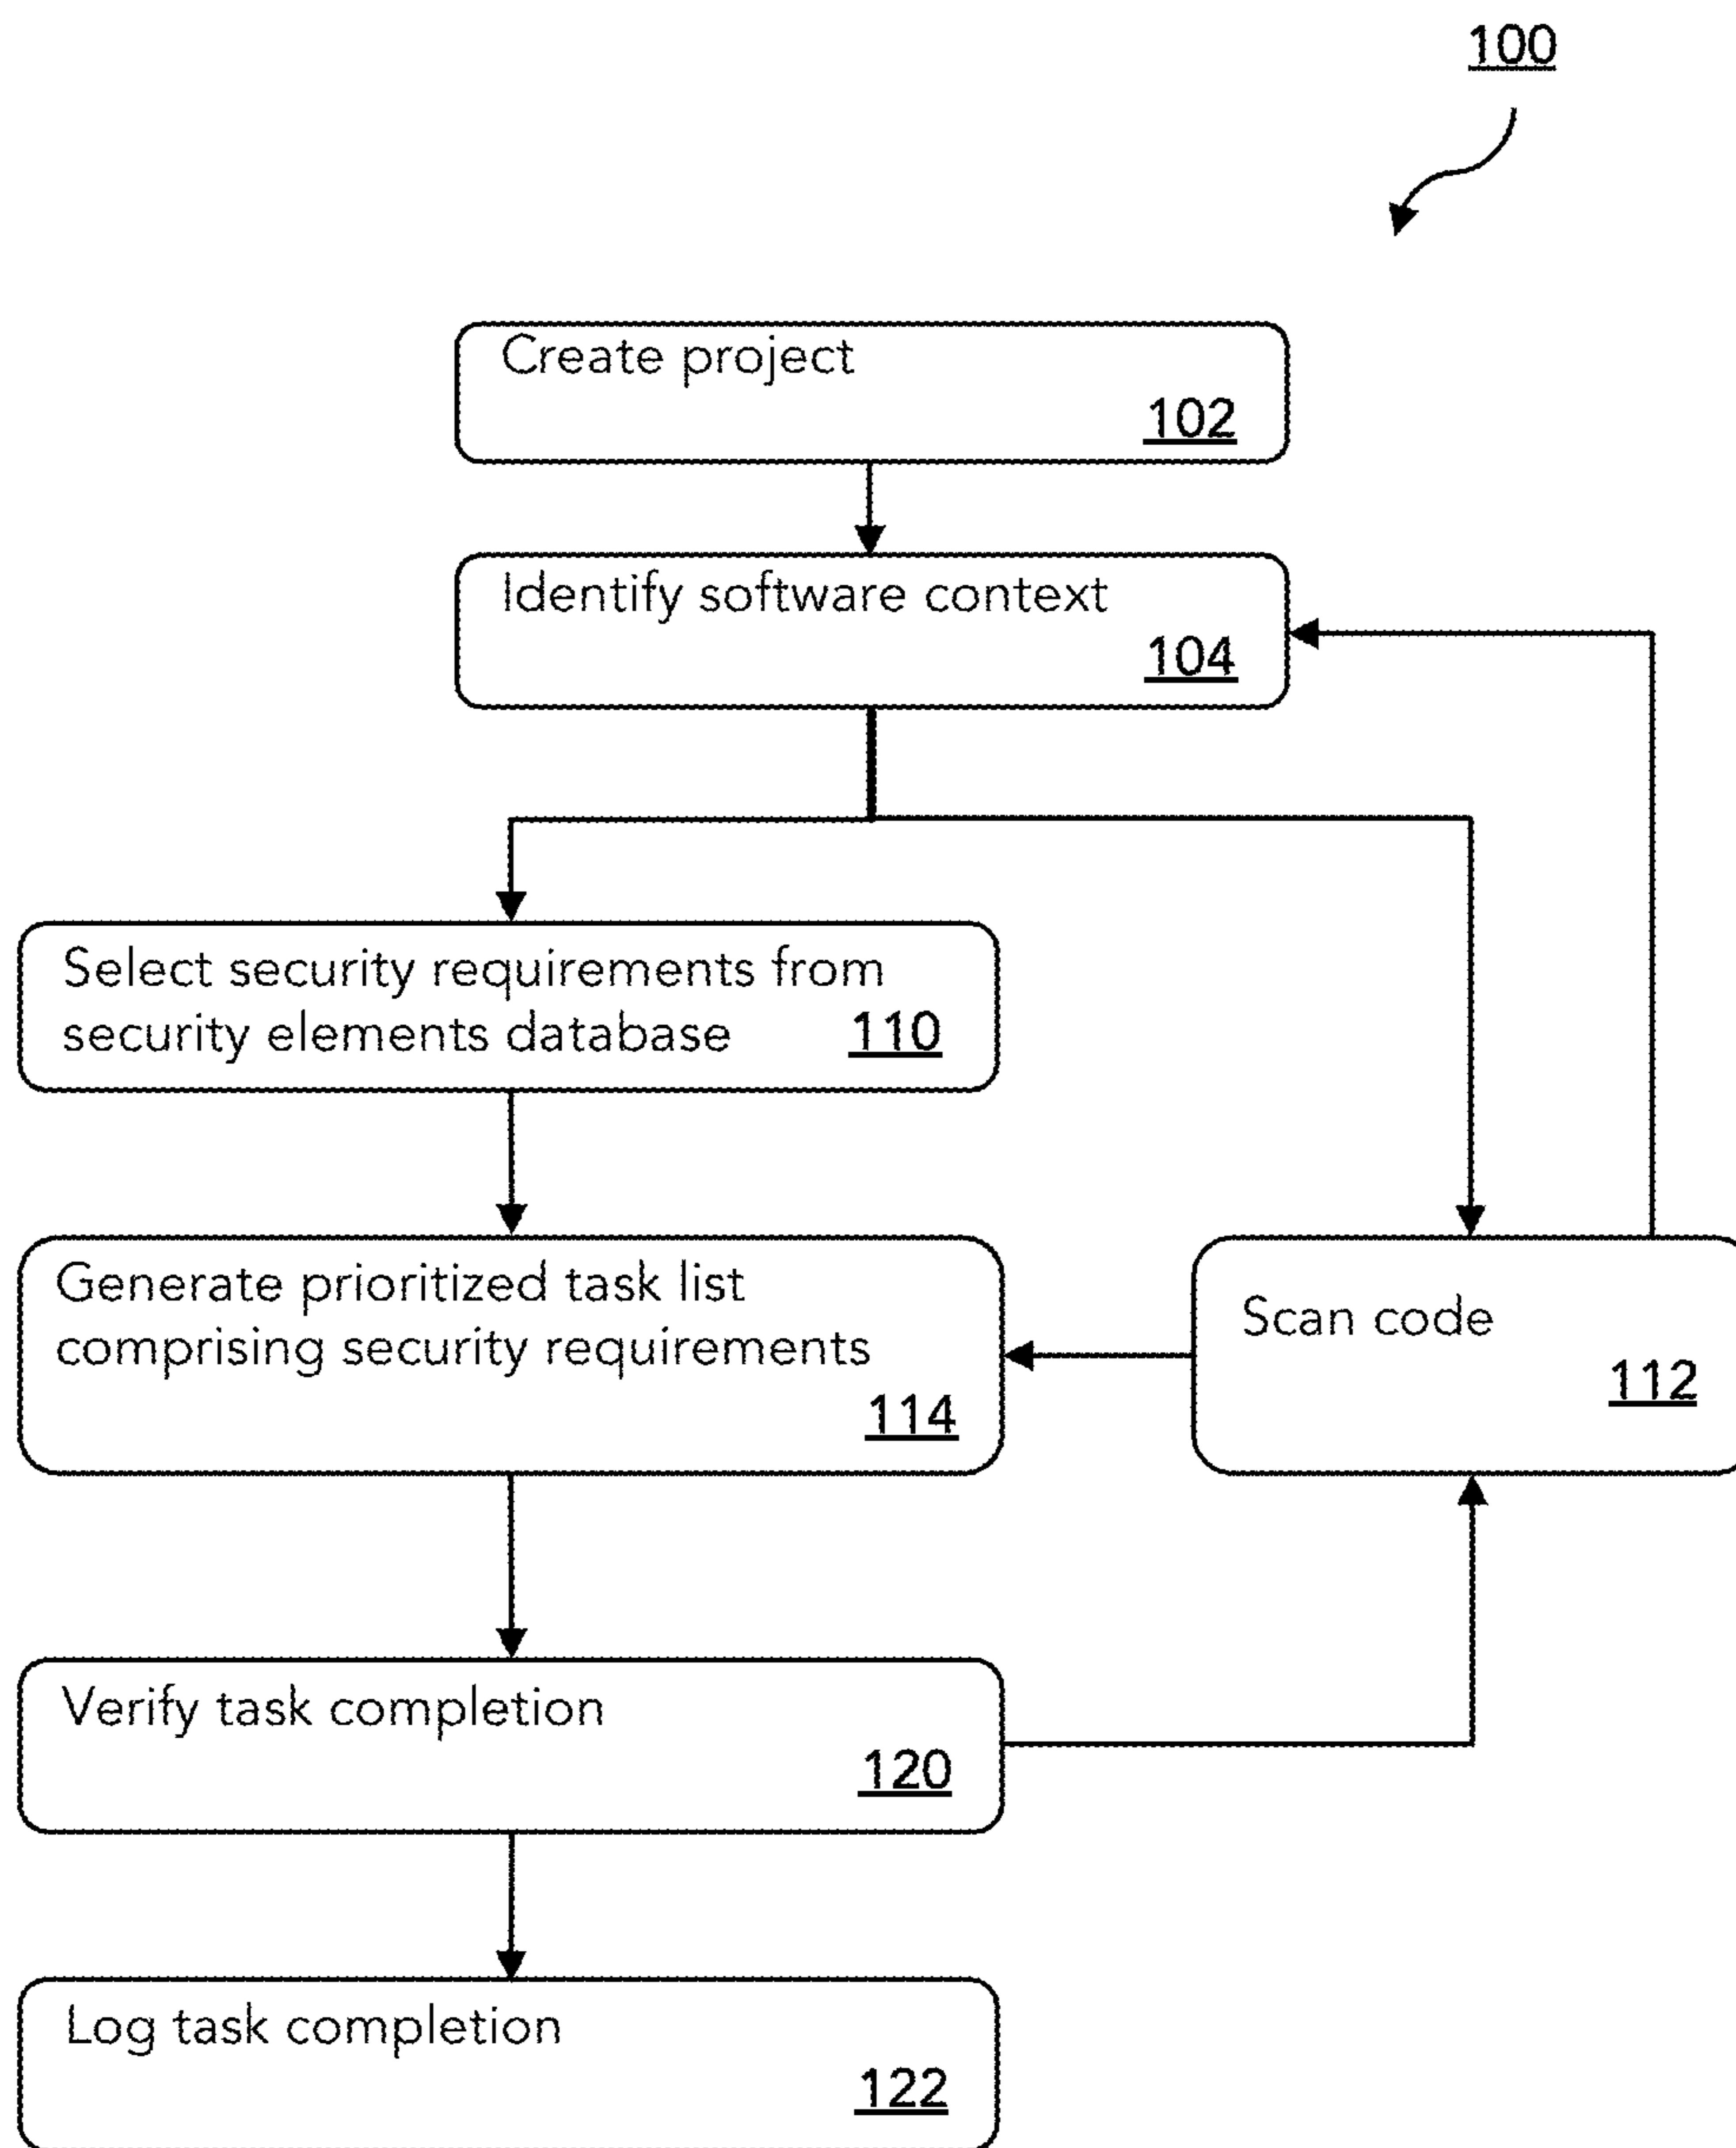 100
Create project
102
Identify software context
104
Select security requirements from
security elements database 110
Generate prioritized task list
comprising security requirements
114
Scan code
112
Verify task completion
120
Log task completion
122